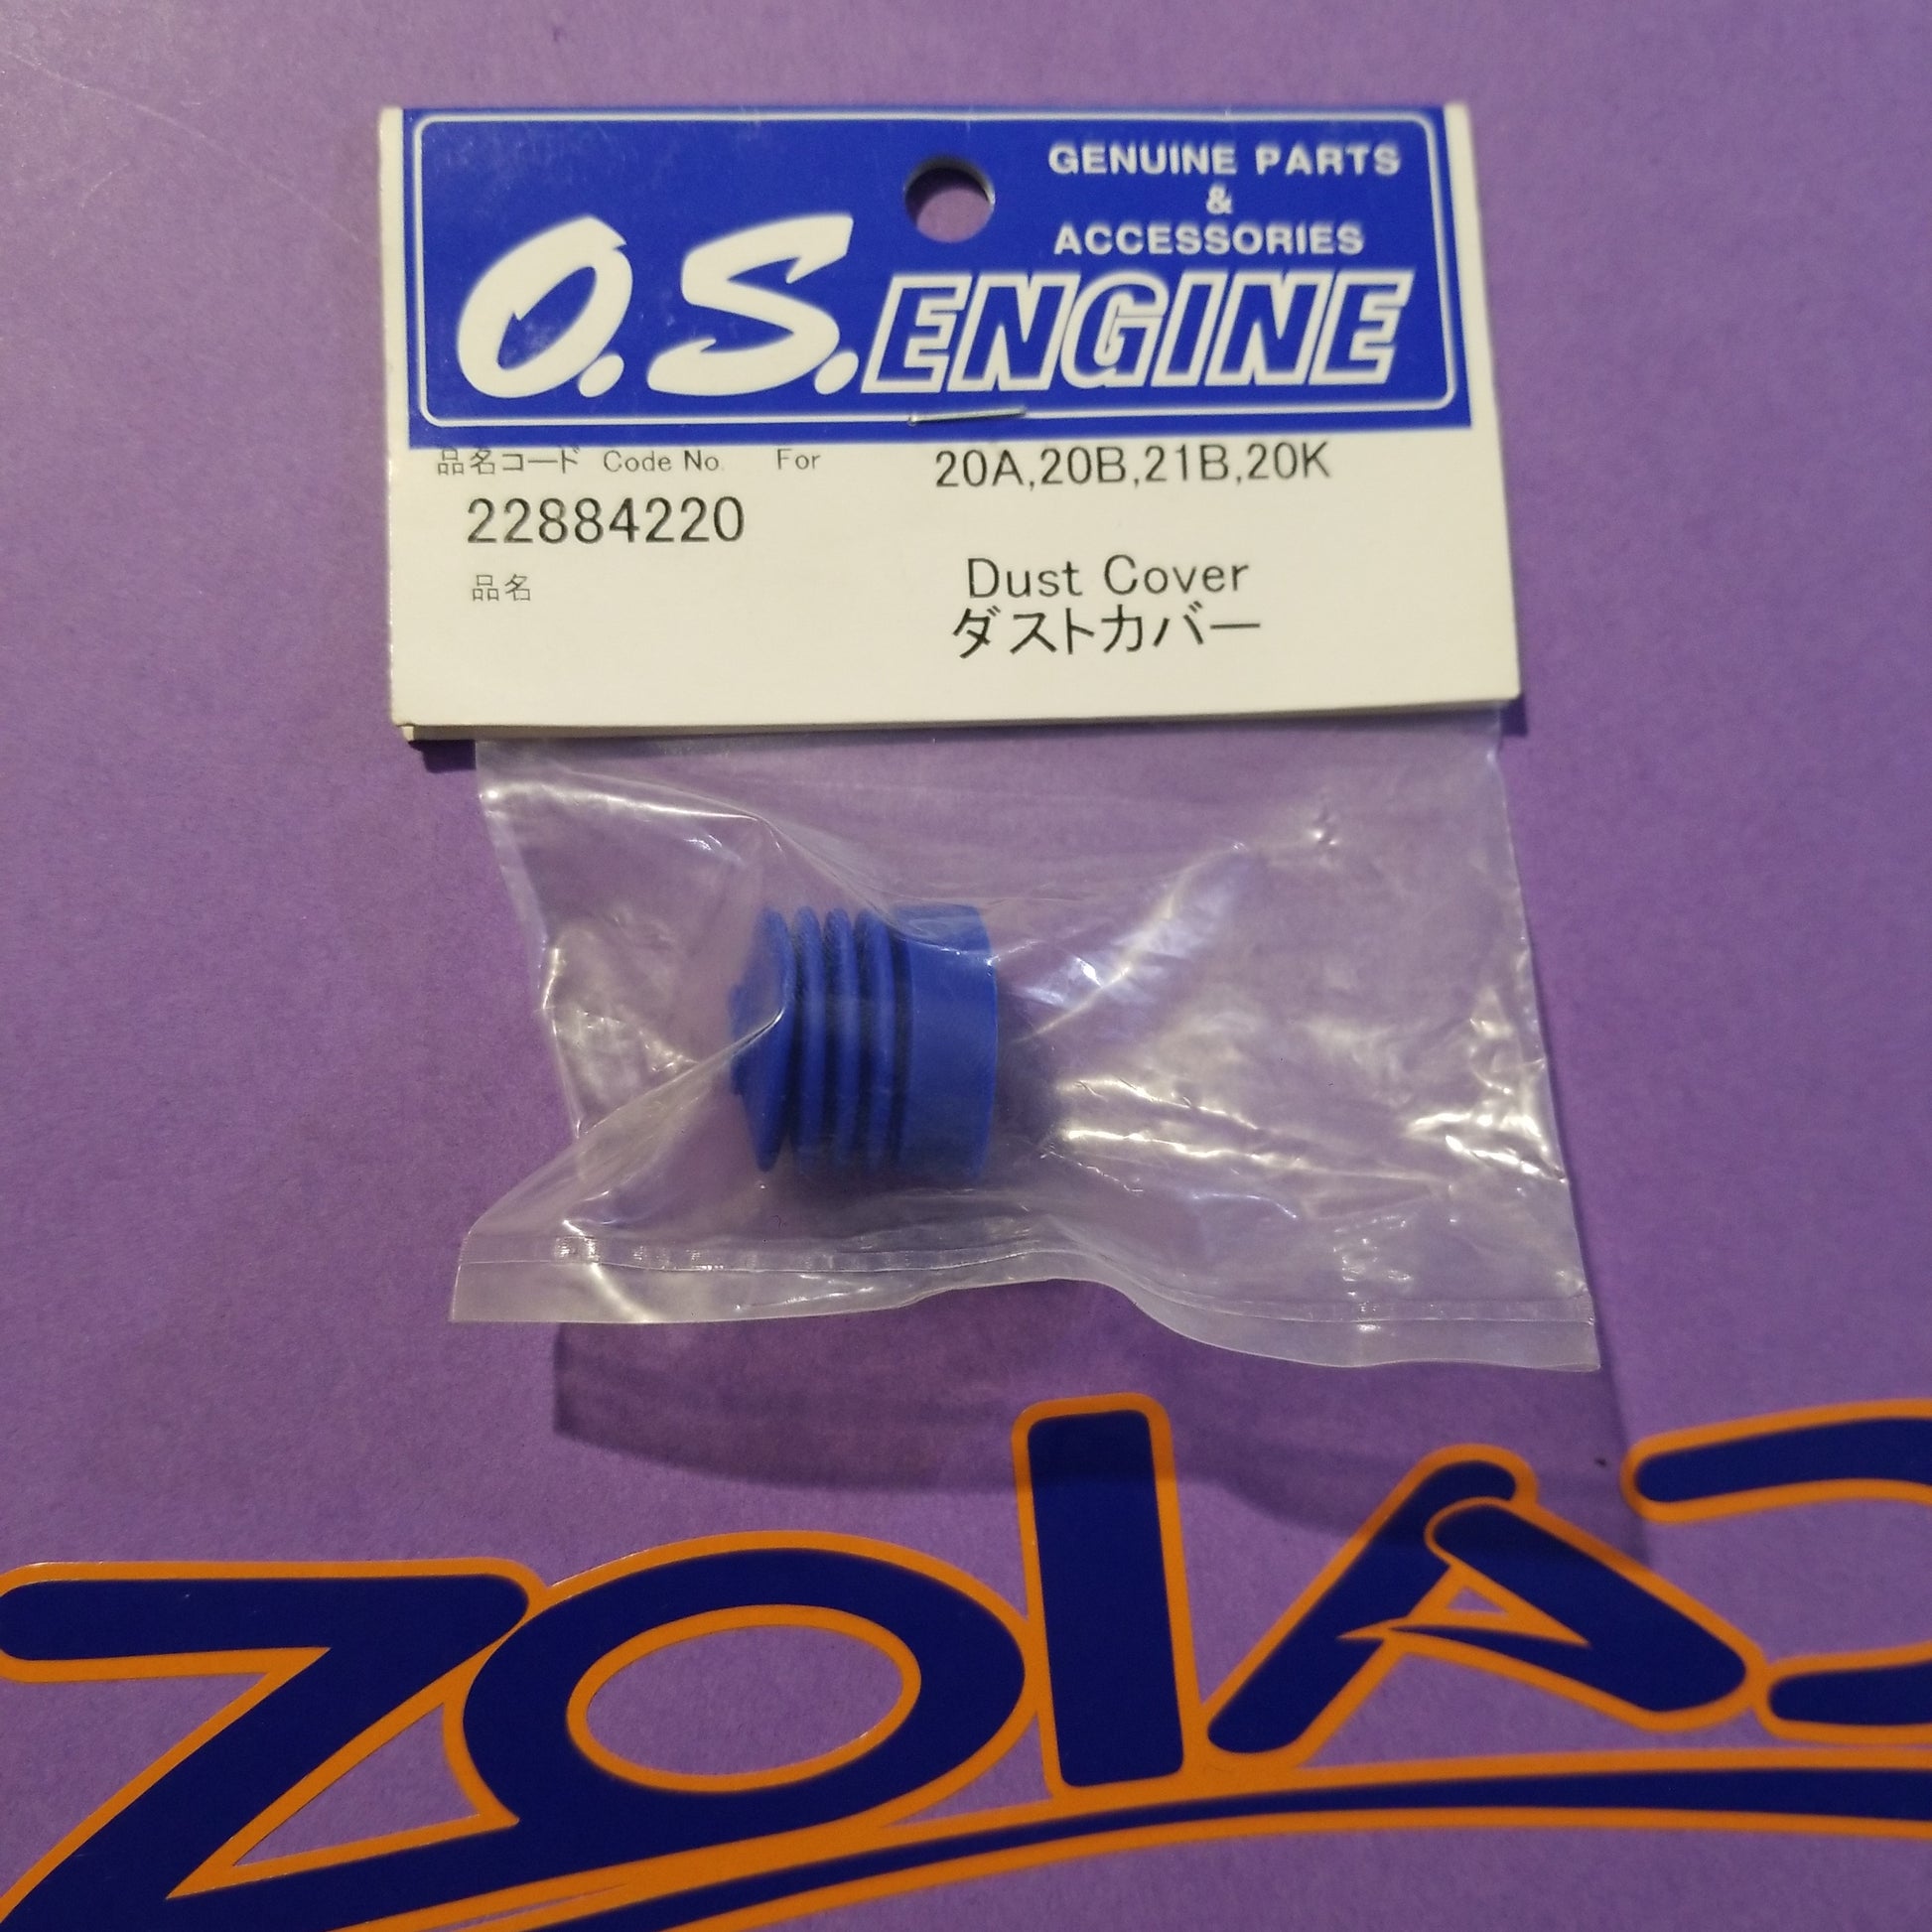 GENUINE PARTS
&
ACCESSORIES
O.S.ENGINE
品名コード Code No. For 20A,20B,21B,20K
22884220
品名 Dust Cover
ダストカバー